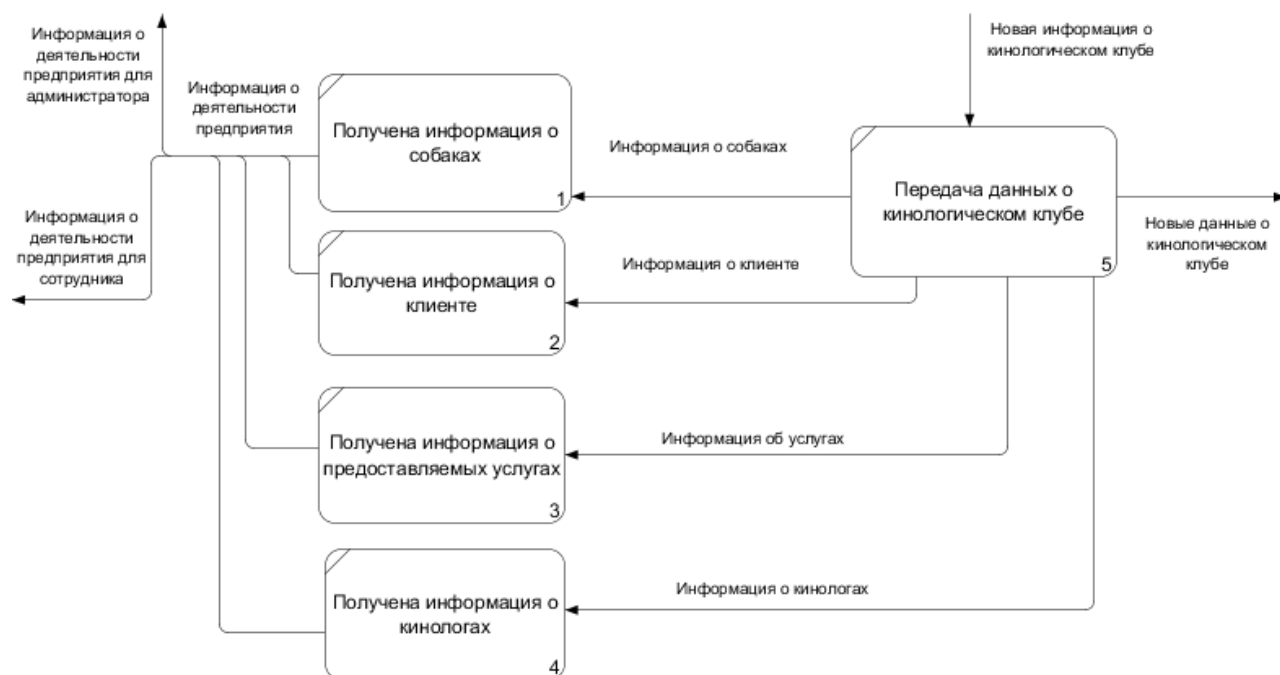 Информация о
деятельности
предприятия для
администратора
Информация о
деятельности
предприятия
Получена информация о
собаках
1
Информация о собаках
Новая информация о
кинологическом клубе
Передача данных о
кинологическом клубе
5
Новые данные о
кинологическом
клубе
Информация о
деятельности
предприятия для
сотрудника
Получена информация о
клиенте
2
Информация о клиенте
Получена информация о
предоставляемых услугах
3
Информация об услугах
Получена информация о
кинологах
4
Информация о кинологах